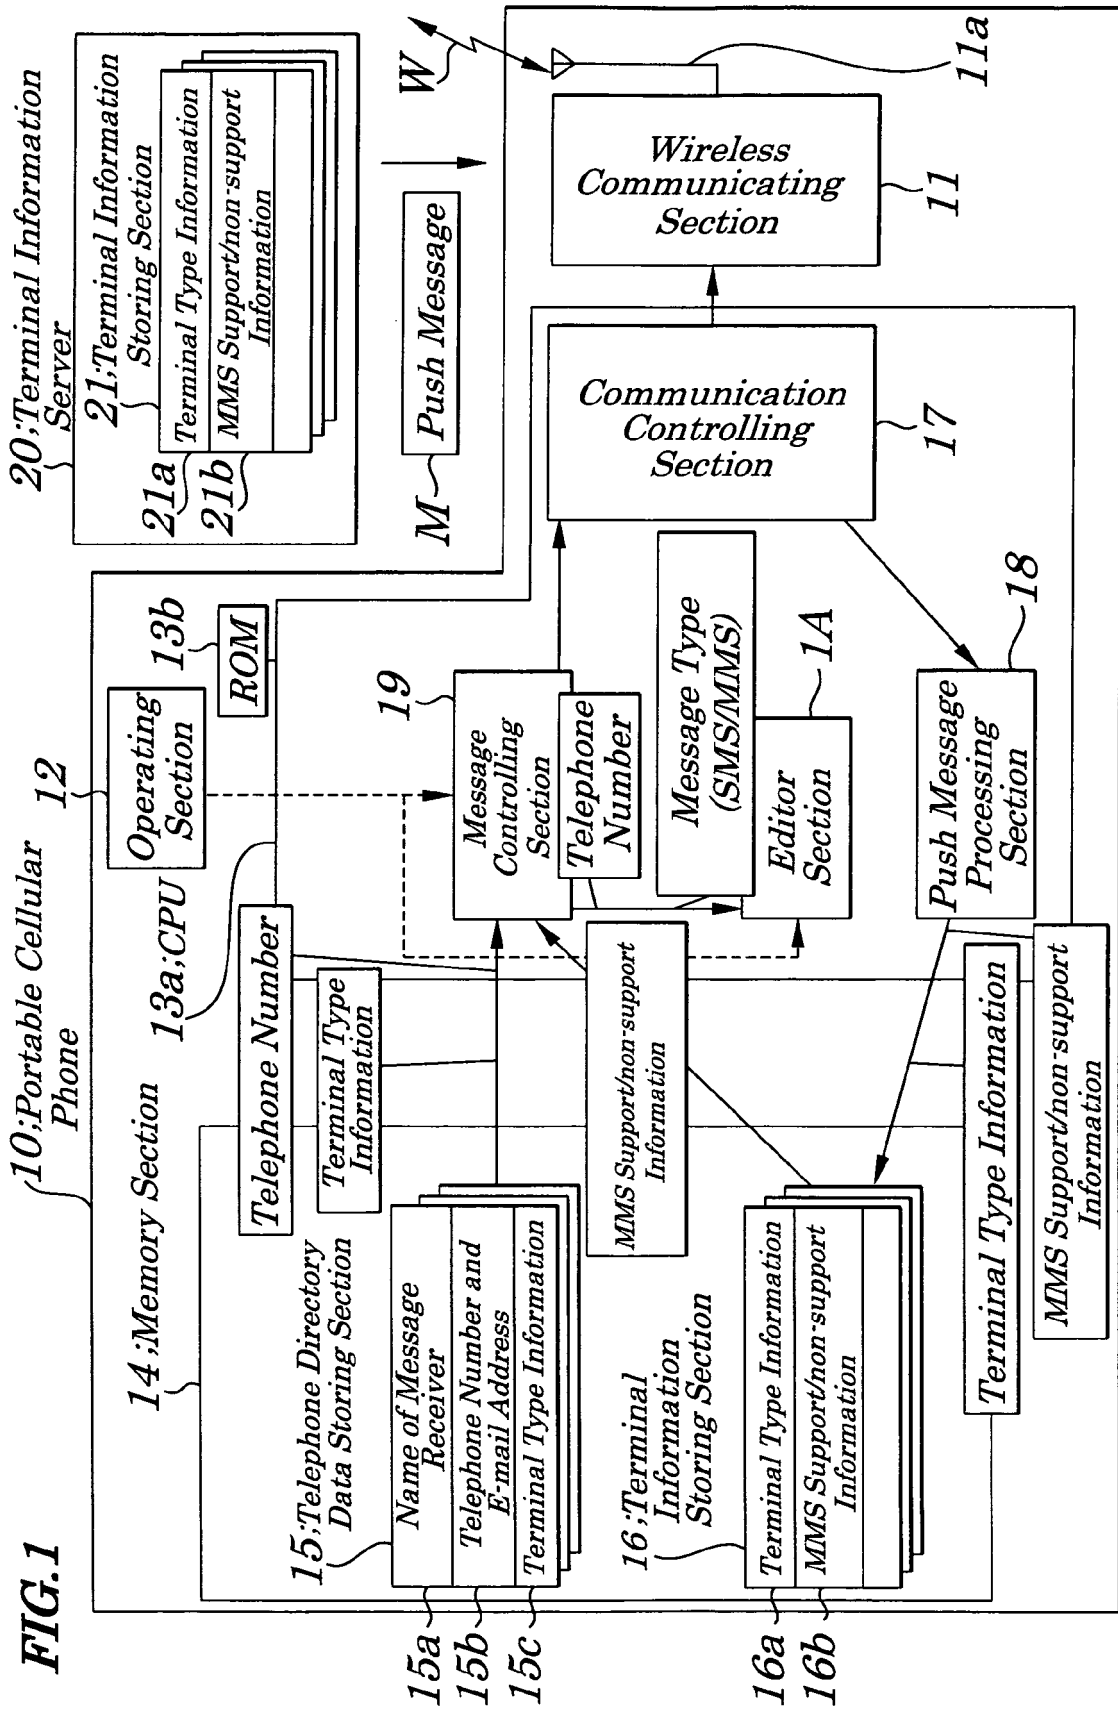 FIG.1
10;Portable Cellular
Phone
20;Terminal Information
Server
21;Terminal Information
Storing Section
Terminal Type Information
MMS Support/non-support
Information
21a
21b
W
11a
M
Push Message
12
Operating
Section
13b
ROM
13a;CPU
14;Memory Section
Telephone Number
Terminal Type
Information
15;Telephone Directory
Data Storing Section
Name of Message
Receiver
Telephone Number and
E-mail Address
Terminal Type Information
15a
15b
15c
19
Message
Controlling
Section
Telephone
Number
Message Type
(SMS/MMS)
1A
Editor
Section
MMS Support/non-support
Information
Communication
Controlling
Section
17
Wireless
Communicating
Section
11
16;Terminal
Information
Storing Section
Terminal Type Information
MMS Support/non-support
Information
16a
16b
18
Push Message
Processing
Section
Terminal Type Information
MMS Support/non-support
Information